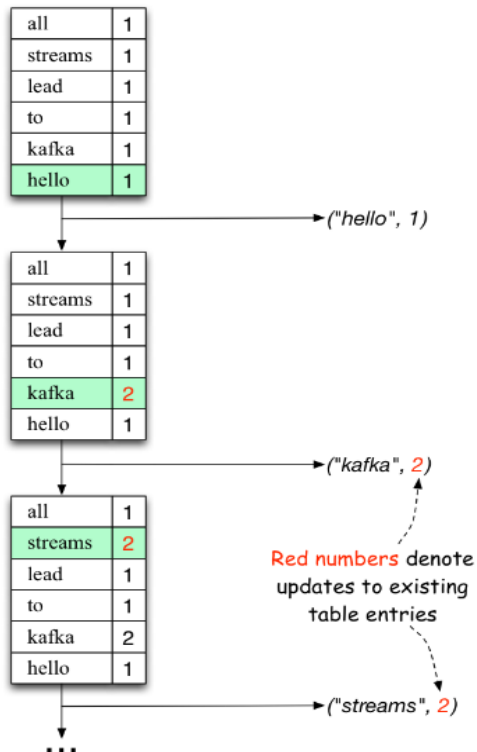 all 1
streams 1
lead 1
to 1
kafka 1
hello 1
("hello", 1)
all 1
streams 1
lead 1
to 1
kafka 2
hello 1
("kafka", 2)
all 1
streams 2
lead 1
to 1
kafka 2
hello 1
Red numbers denote
updates to existing
table entries
("streams", 2)
...